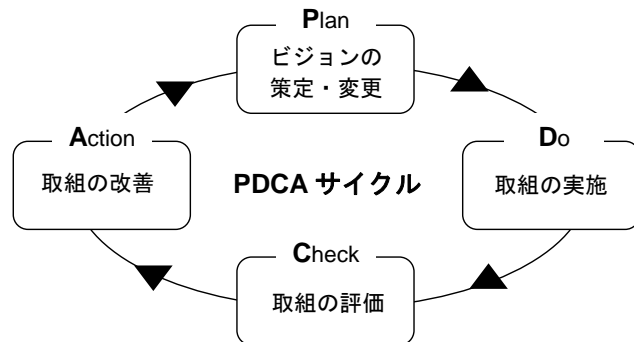 Plan
ビジョンの
策定・変更
Action
取組の改善
PDCA サイクル
Do
取組の実施
Check
取組の評価